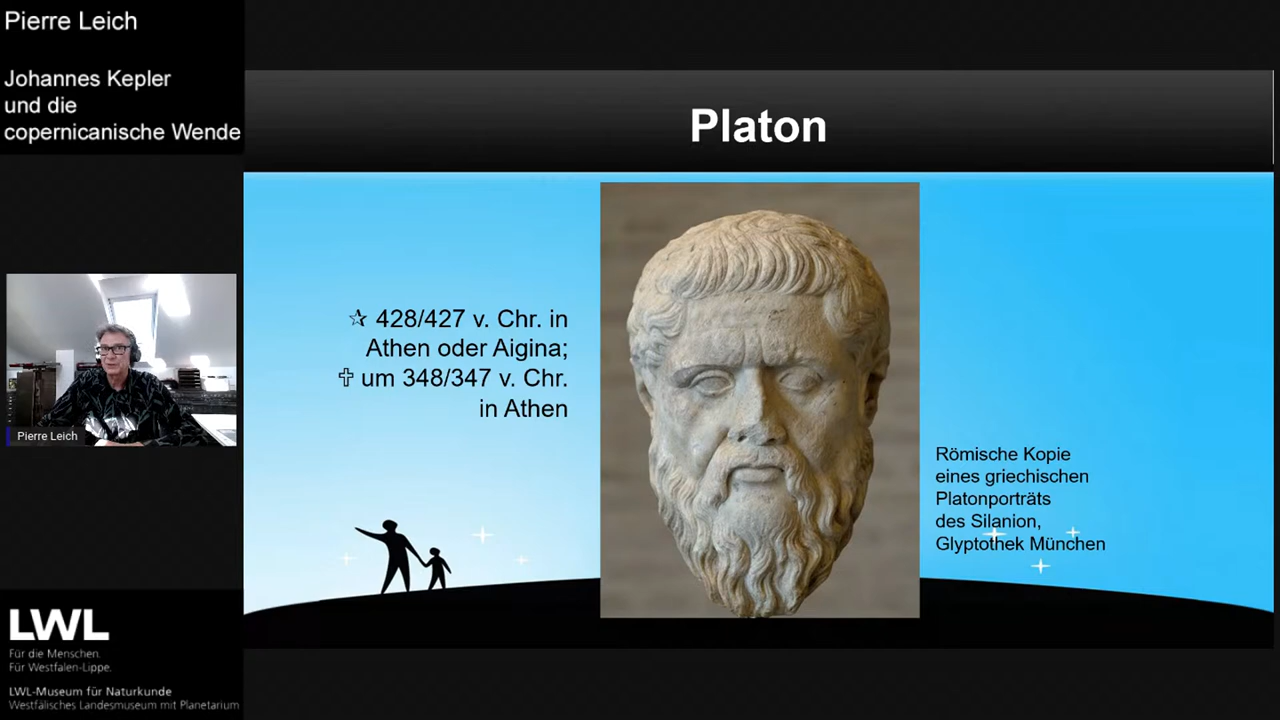 Pierre Leich
Johannes Kepler
und die
copernicanische Wende
Platon
☆ 428/427 v. Chr. in
Athen oder Aigina;
✞ um 348/347 v. Chr.
in Athen
Römische Kopie
eines griechischen
Platonporträts
des Silanion,
Glyptothek München
Pierre Leich
LWL
Für die Menschen.
Für Westfalen-Lippe.
LWL-Museum für Naturkunde
Westfälisches Landesmuseum mit Planetarium